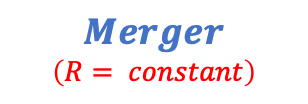 Merger
(R = constant)